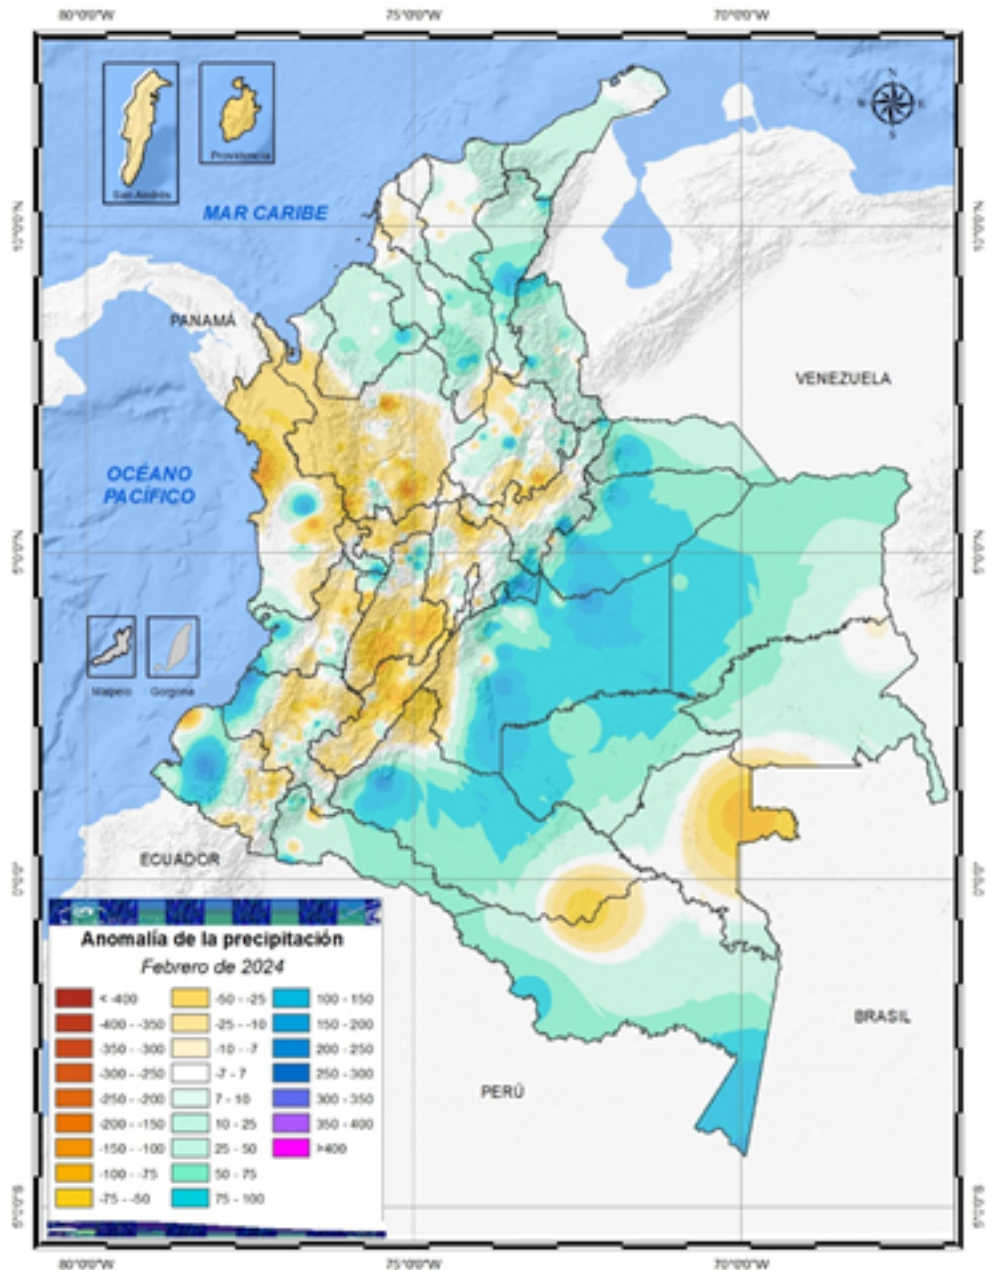 80°0'0"W 75°0'0"W 70°0'0"W
N
W E
S
San Andrés
Providencia
MAR CARIBE
10°0'0"N
PANAMÁ
VENEZUELA
OCÉANO
PACÍFICO
5°0'0"N 5°0'0"N
Malpelo Gorgona
ECUADOR
0°0'0" 0°0'0"
Anomalía de la precipitación
Febrero de 2024
< -400 -50 - -25 100 - 150
-400 - -350 -25 - -10 150 - 200
-350 - -300 -10 - -7 200 - 250
-300 - -250 -7 - 7 250 - 300
-250 - -200 7 - 10 300 - 350
-200 - -150 10 - 25 350 - 400
-150 - -100 25 - 50 >400
-100 - -75 50 - 75
-75 - -50 75 - 100
BRASIL
PERÚ
5°0'0"S 5°0'0"S
80°0'0"W 75°0'0"W 70°0'0"W